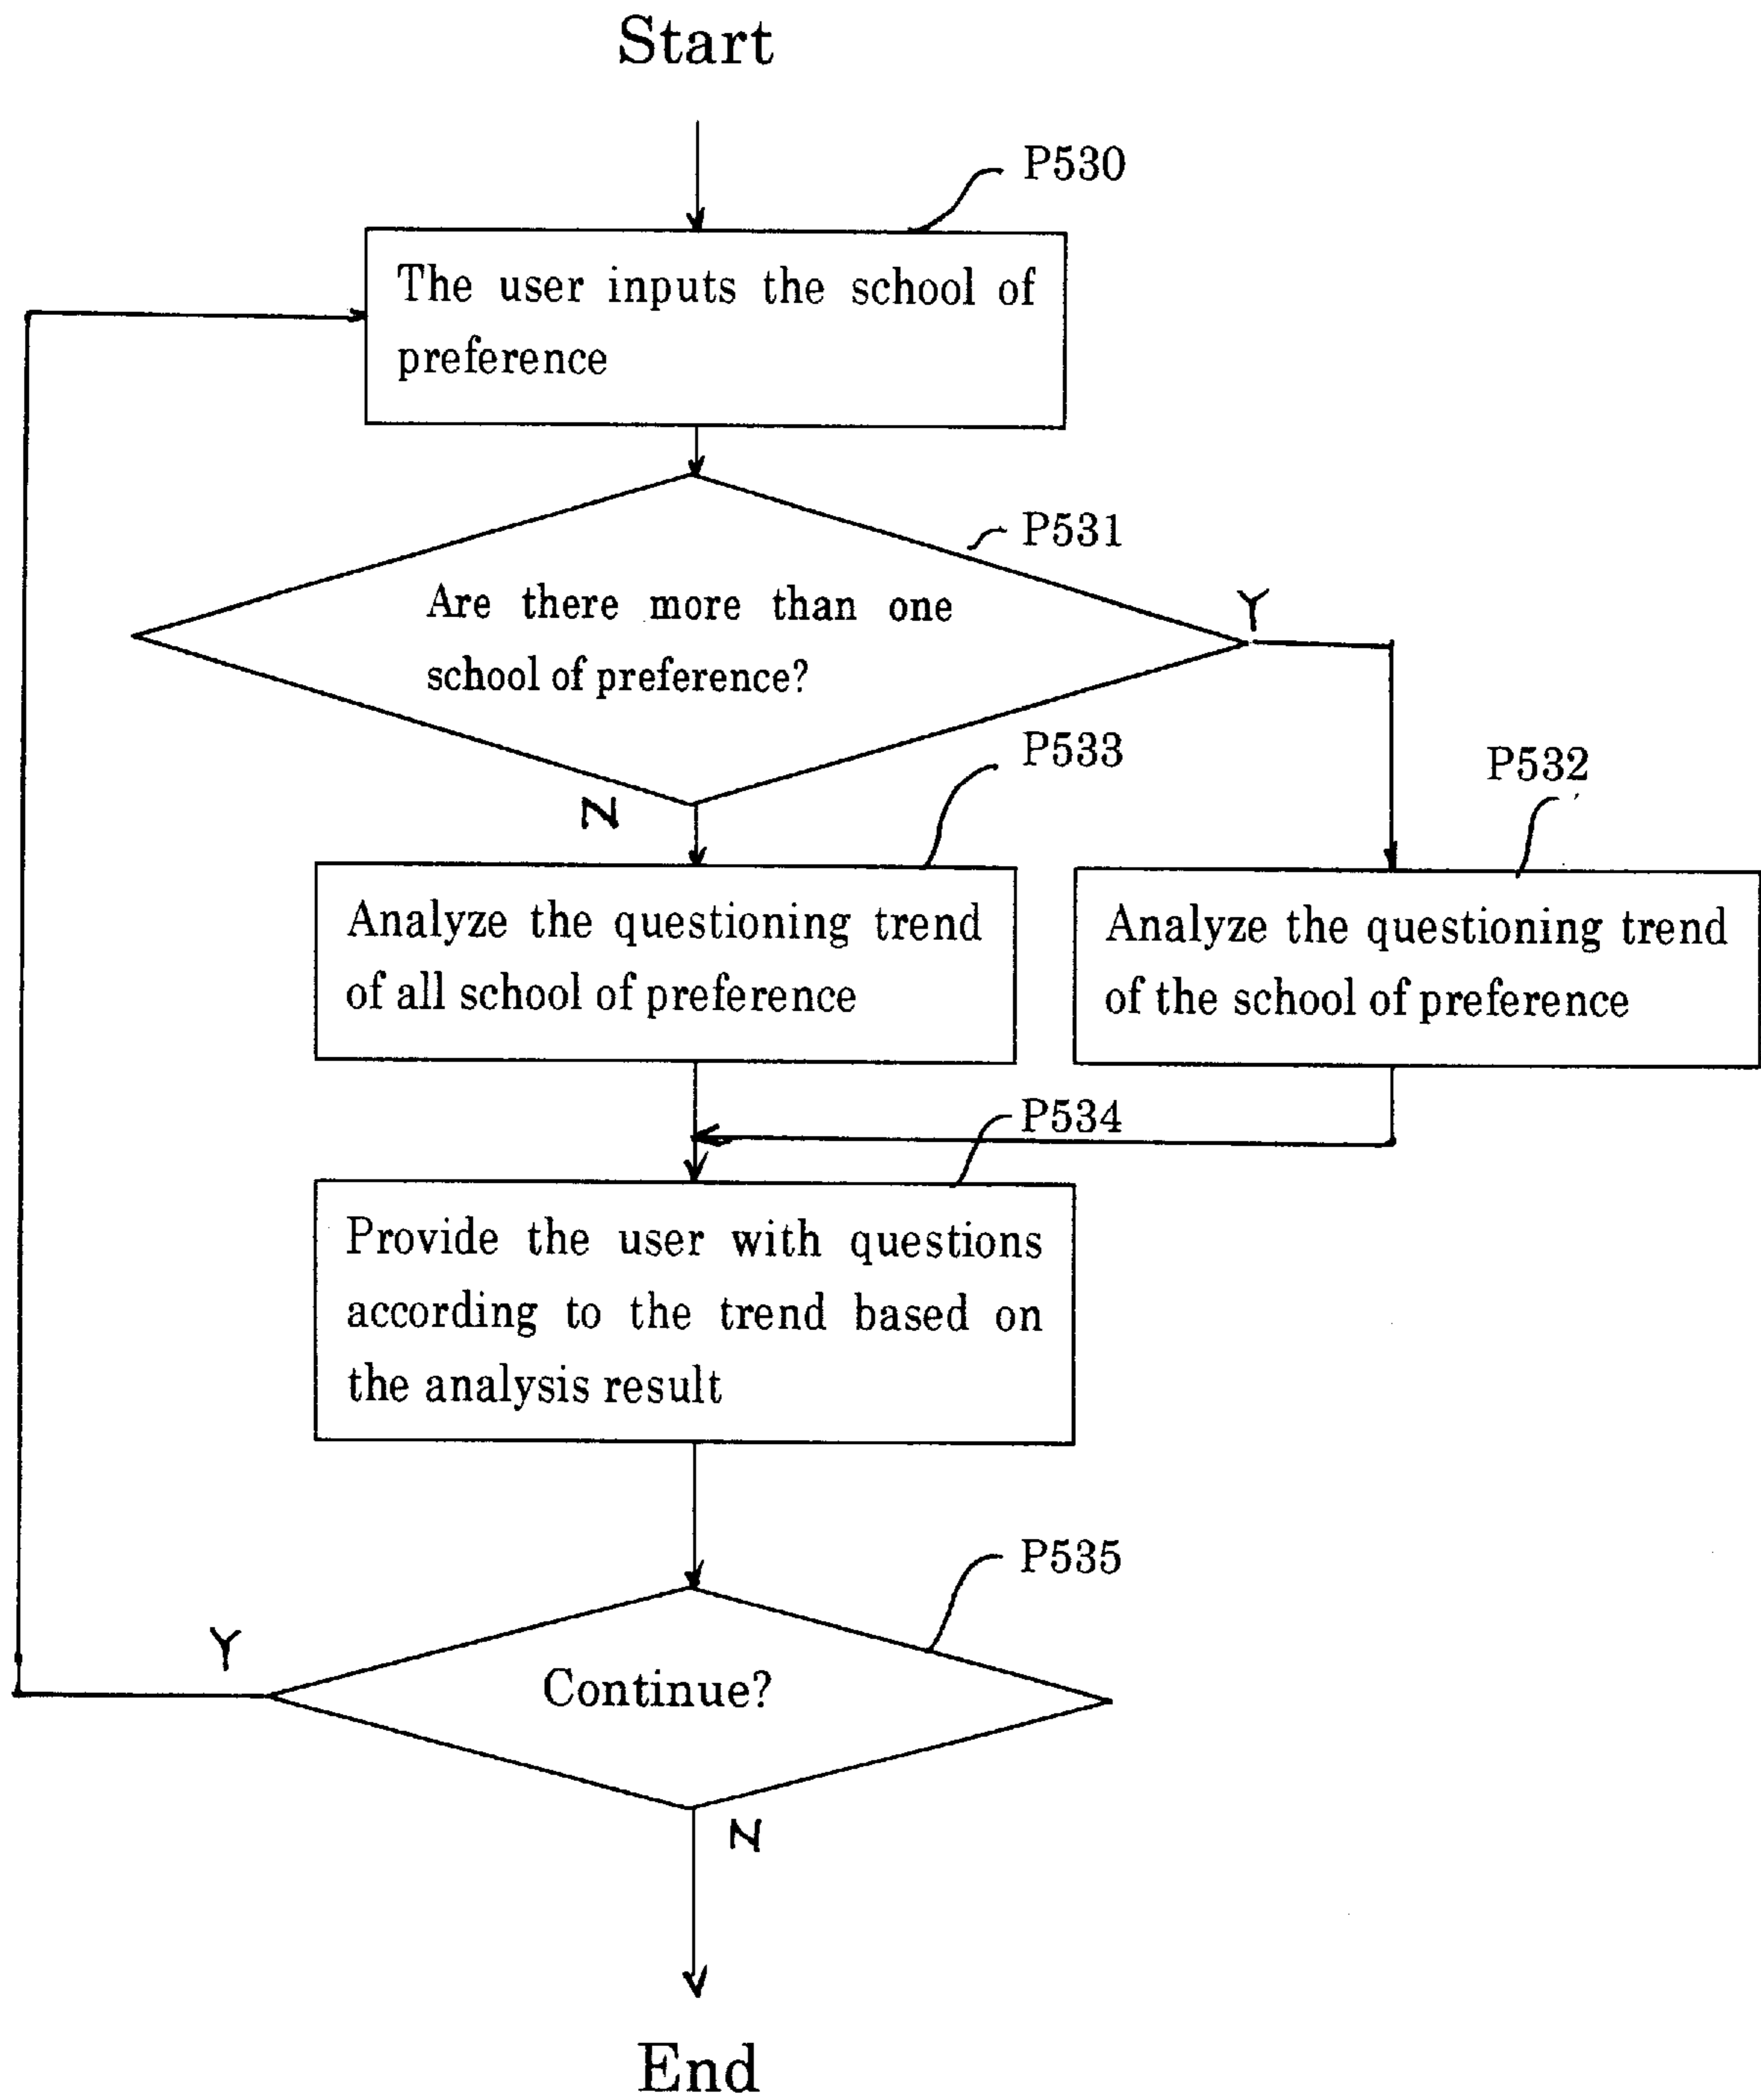 Start
P530
The user inputs the school of
preference
P531
Are there more than one
school of preference?
Y
P533
P532
N
Analyze the questioning trend
of all school of preference
Analyze the questioning trend
of the school of preference
P534
Provide the user with questions
according to the trend based on
the analysis result
P535
Y
Continue?
N
End